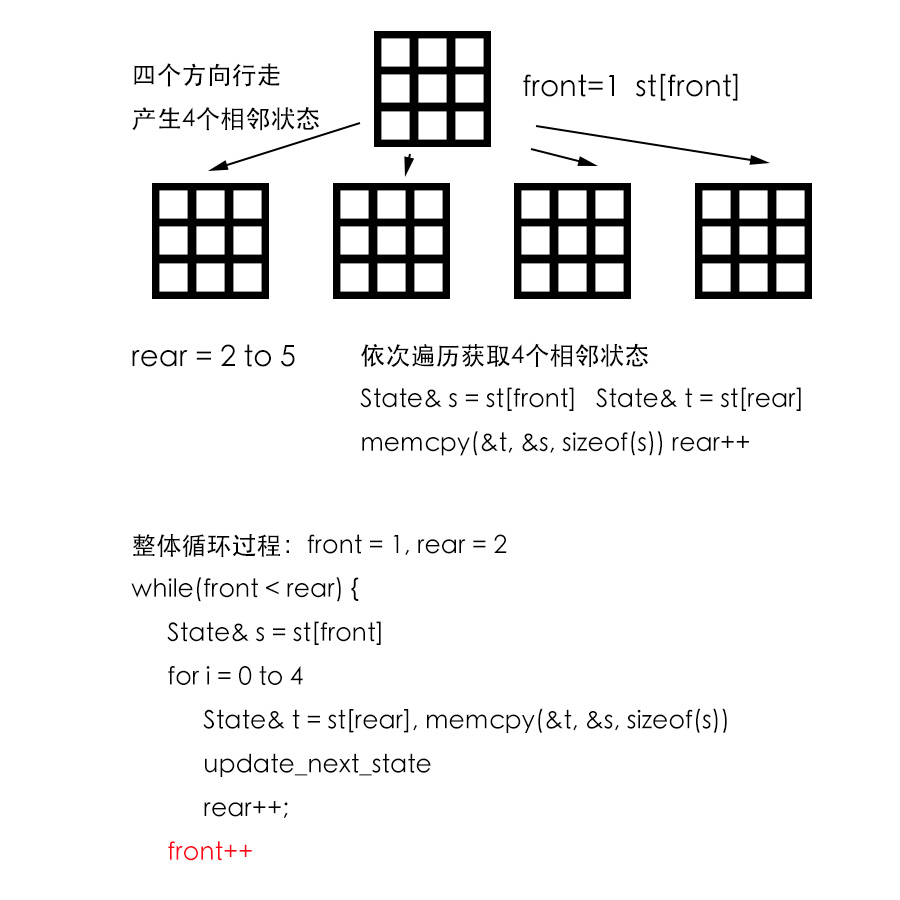 四个方向行走
产生4个相邻状态
front=1 st[front]
rear = 2 to 5
依次遍历获取4个相邻状态
State& s = st[front] State& t = st[rear]
memcpy(&t, &s, sizeof(s)) rear++
整体循环过程：front = 1, rear = 2
while(front < rear) {
State& s = st[front]
for i = 0 to 4
State& t = st[rear], memcpy(&t, &s, sizeof(s))
update_next_state
rear++;
front++